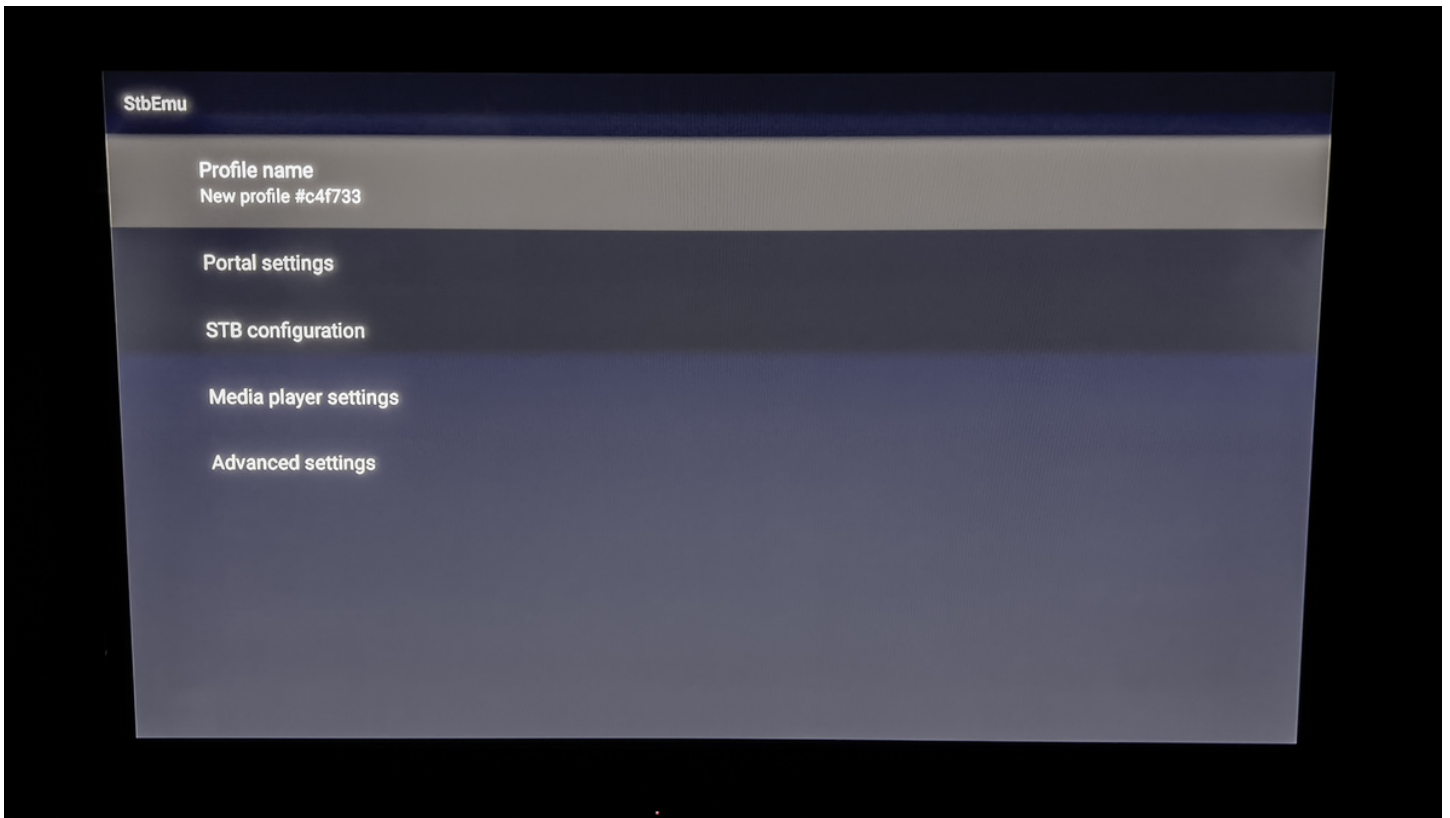 StbEmu
Profile name
New profile #c4f733
Portal settings
STB configuration
Media player settings
Advanced settings